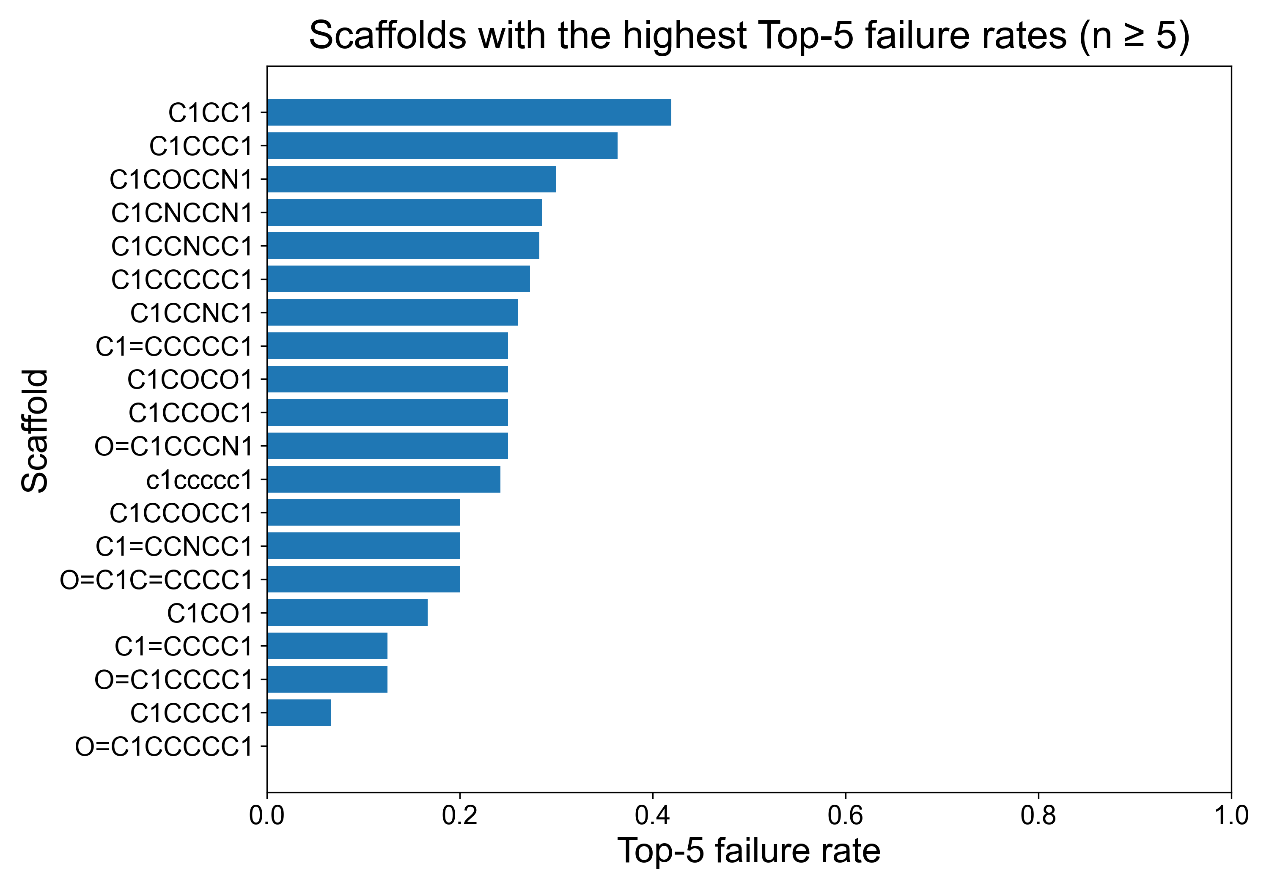 Scaffolds with the highest Top-5 failure rates (n ≥ 5)
Scaffold
C1CC1
C1CCC1
C1COCCN1
C1CNCCN1
C1CCNCC1
C1CCCCC1
C1CCNC1
C1=CCCCC1
C1COCO1
C1CCOC1
O=C1CCCN1
c1ccccc1
C1CCOCC1
C1=CCNCC1
O=C1C=CCCC1
C1CO1
C1=CCCC1
O=C1CCCC1
C1CCCC1
O=C1CCCCC1
0.0 0.2 0.4 0.6 0.8 1.0
Top-5 failure rate